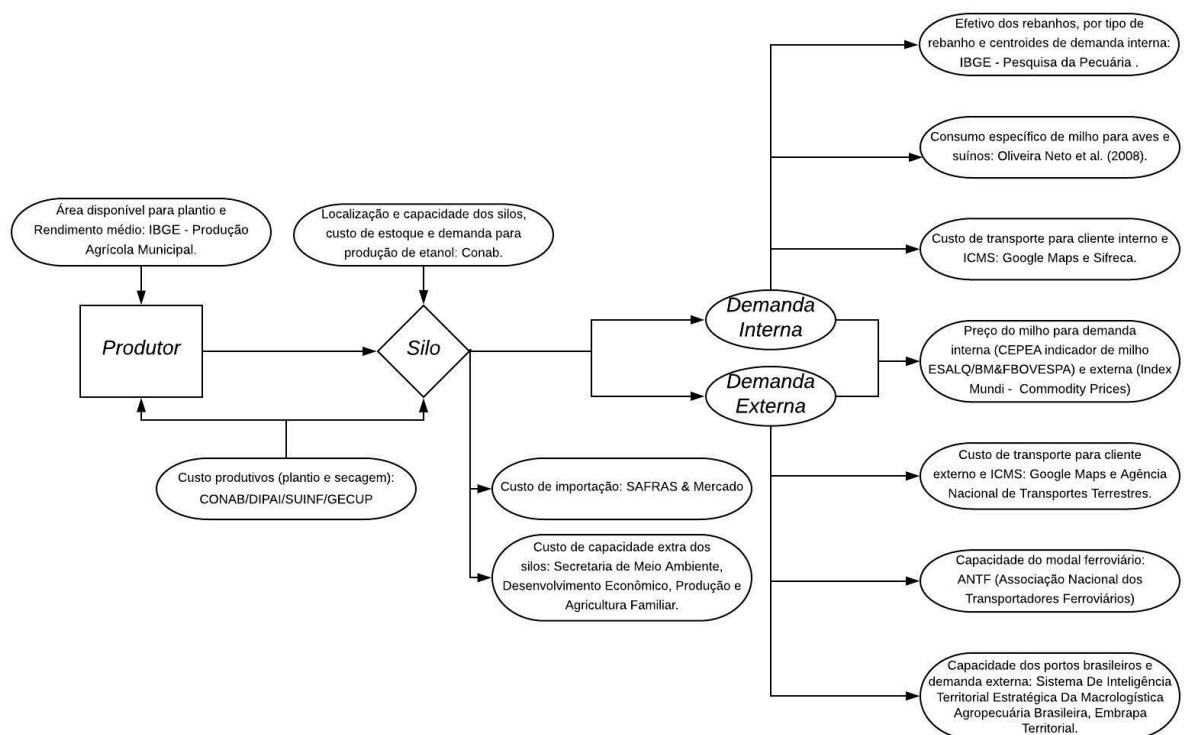 Efetivo dos rebanhos, por tipo de
rebanho e centroides de demanda interna:
IBGE - Pesquisa da Pecuária .
Consumo específico de milho para aves e
suínos: Oliveira Neto et al. (2008).
Área disponível para plantio e
Rendimento médio: IBGE - Produção
Agrícola Municipal.
Localização e capacidade dos silos,
custo de estoque e demanda para
produção de etanol: Conab.
Custo de transporte para cliente interno e
ICMS: Google Maps e Sifreca.
Produtor
Silo
Demanda
Interna
Demanda
Externa
Preço do milho para demanda
interna (CEPEA indicador de milho
ESALQ/BM&FBOVESPA) e externa (Index
Mundi - Commodity Prices)
Custo produtivos (plantio e secagem):
CONAB/DIPAI/SUINF/GECUP
Custo de importação: SAFRAS & Mercado
Custo de transporte para cliente
externo e ICMS: Google Maps e Agência
Nacional de Transportes Terrestres.
Custo de capacidade extra dos
silos: Secretaria de Meio Ambiente,
Desenvolvimento Econômico, Produção e
Agricultura Familiar.
Capacidade do modal ferroviário:
ANTF (Associação Nacional dos
Transportadores Ferroviários)
Capacidade dos portos brasileiros e
demanda externa: Sistema De Inteligência
Territorial Estratégica Da Macrologística
Agropecuária Brasileira, Embrapa
Territorial.